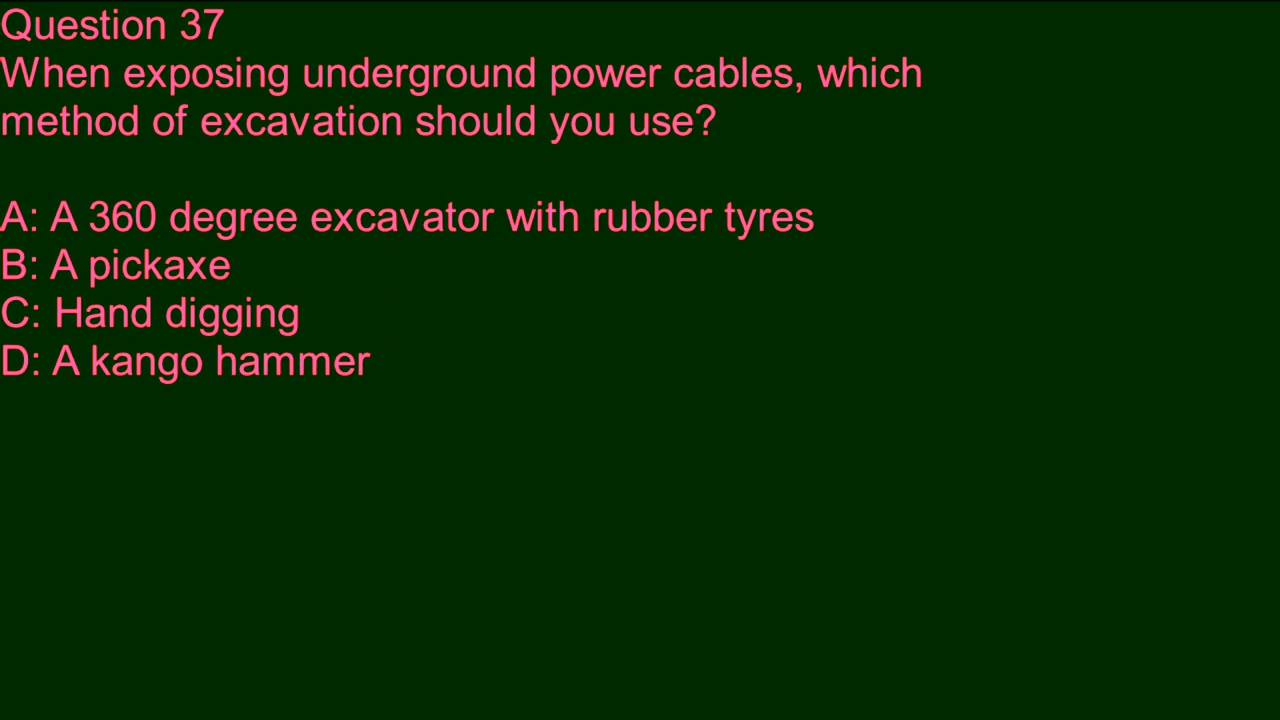 Question 37
When exposing underground power cables, which
method of excavation should you use?
A: A 360 degree excavator with rubber tyres
B: A pickaxe
C: Hand digging
D: A kango hammer